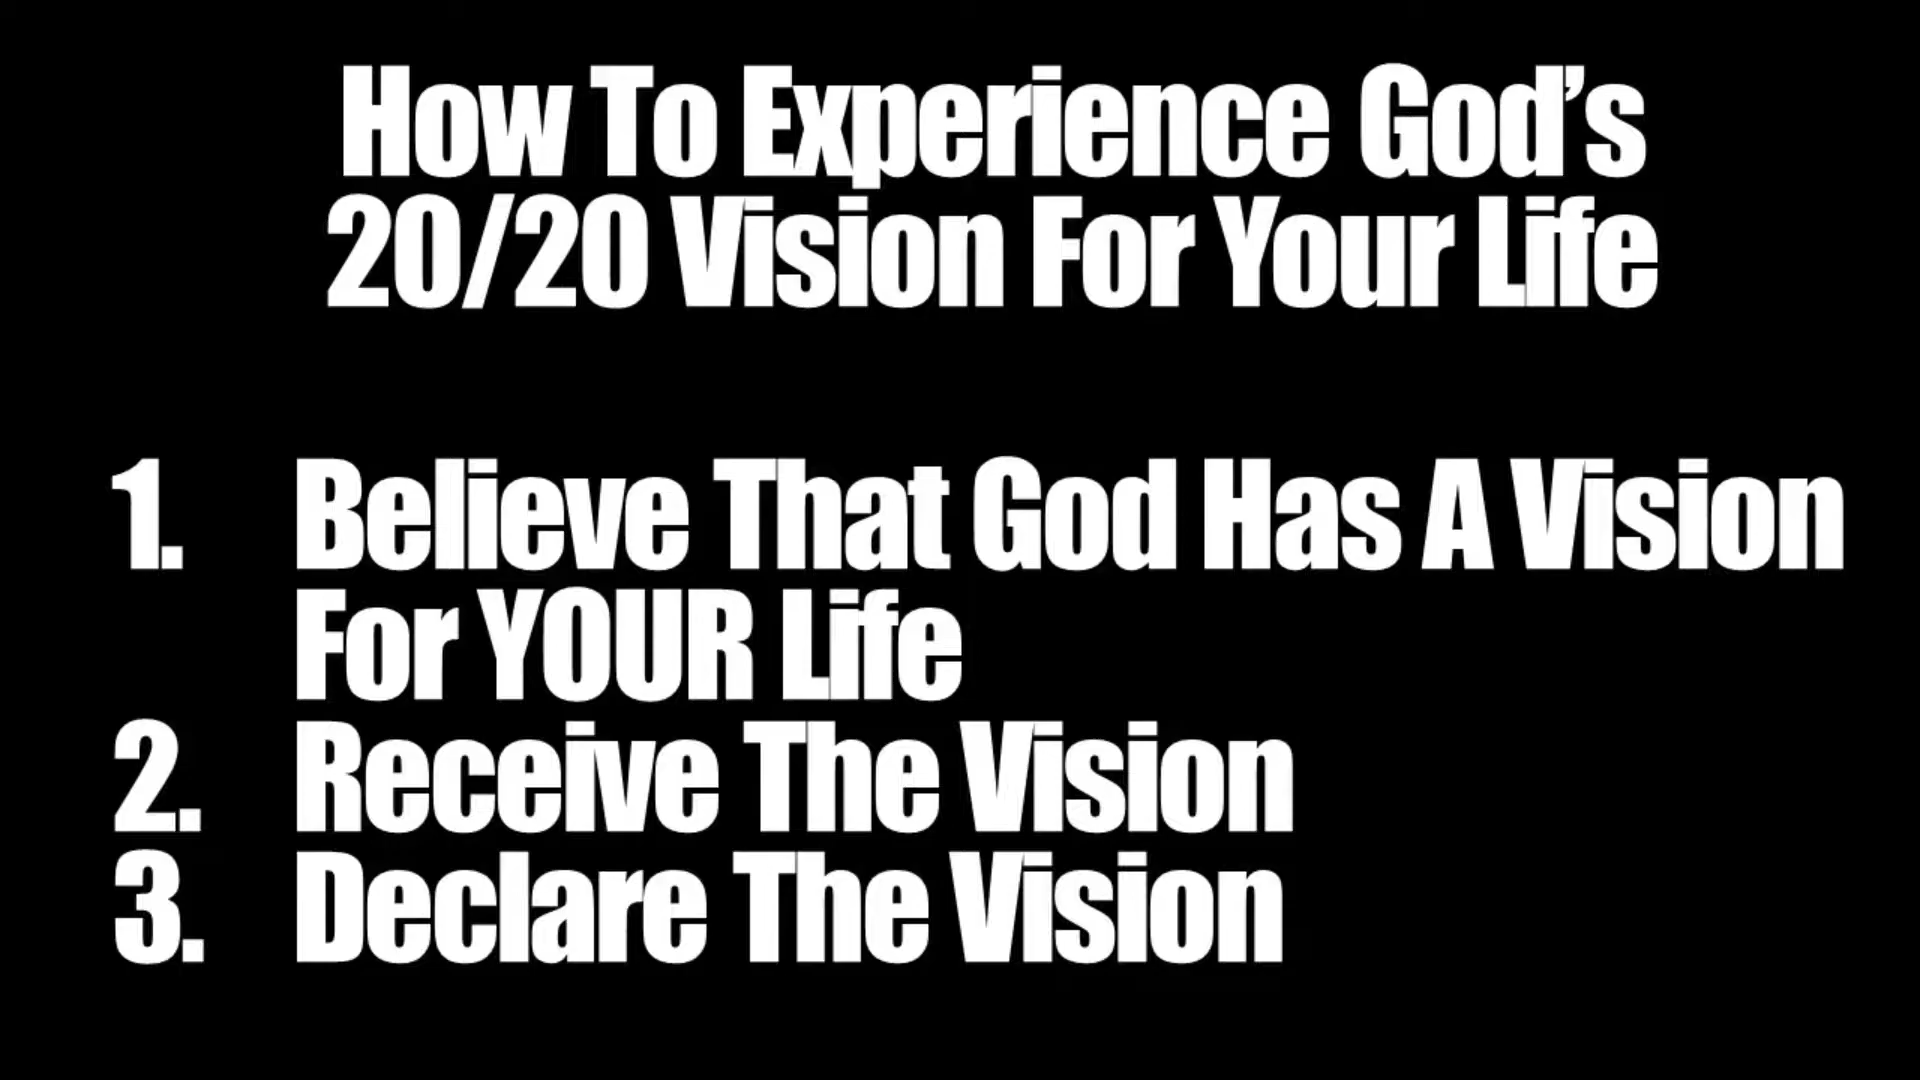 How To Experience God’s
20/20 Vision For Your Life
1. Believe That God Has A Vision
For YOUR Life
2. Receive The Vision
3. Declare The Vision